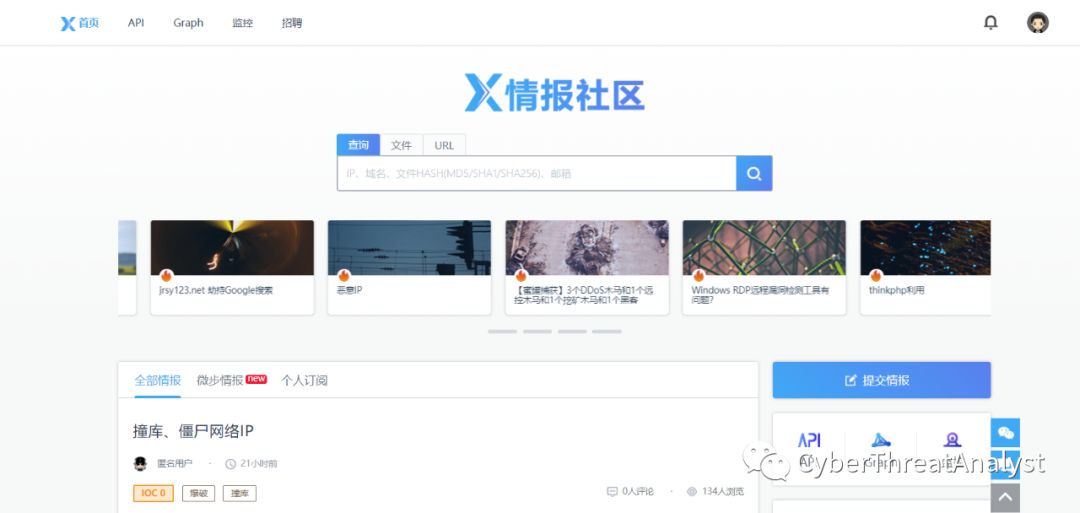 首页 API Graph 监控 招聘
X情报社区
查询 文件 URL
IP、域名、文件HASH(MD5/SHA1/SHA256)、邮箱
jrsy123.net 劫持Google搜索
恶意IP
【蜜罐捕获】3个DDoS木马和1个远
控木马和1个挖矿木马和1个黑客
Windows RDP远程漏洞检测工具有
问题?
thinkphp利用
全部情报 微步情报 new 个人订阅
提交情报
撞库、僵尸网络IP
匿名用户 · 21小时前
IOC 0 爆破 撞库
0人评论 · 134人浏览
API
API Graph
CyberThreatAnalyst